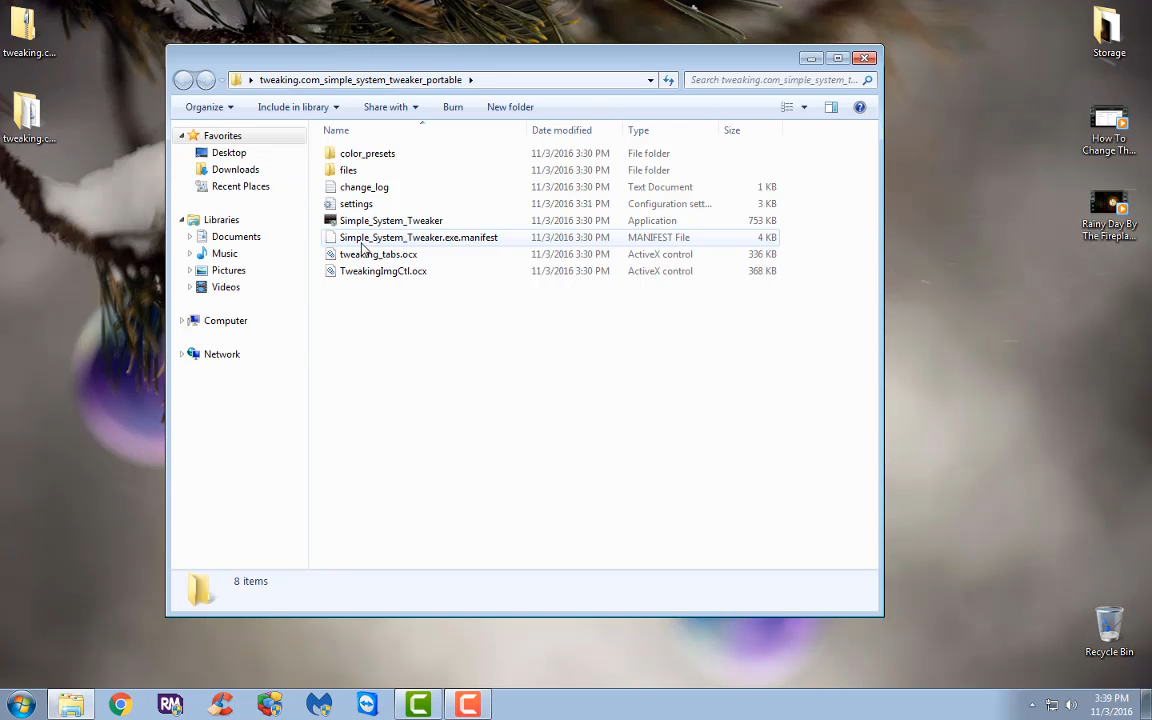 tweaking.c...
tweaking.c...
tweaking.com_simple_system_tweaker_portable
Search tweaking.com_simple_system_t...
Organize
Include in library
Share with
Burn
New folder
Favorites
Desktop
Downloads
Recent Places
Libraries
Documents
Music
Pictures
Videos
Computer
Network
Name
Date modified
Type
Size
color_presets
11/3/2016 3:30 PM
File folder
files
11/3/2016 3:30 PM
File folder
change_log
11/3/2016 3:30 PM
Text Document
1 KB
settings
11/3/2016 3:31 PM
Configuration sett...
3 KB
Simple_System_Tweaker
11/3/2016 3:30 PM
Application
753 KB
Simple_System_Tweaker.exe.manifest
11/3/2016 3:30 PM
MANIFEST File
4 KB
tweaking_tabs.ocx
11/3/2016 3:30 PM
ActiveX control
336 KB
TweakingImgCtl.ocx
11/3/2016 3:30 PM
ActiveX control
368 KB
8 items
Storage
How To
Change Th...
Rainy Day By
The Firepla...
Recycle Bin
RM
3:39 PM
11/3/2016